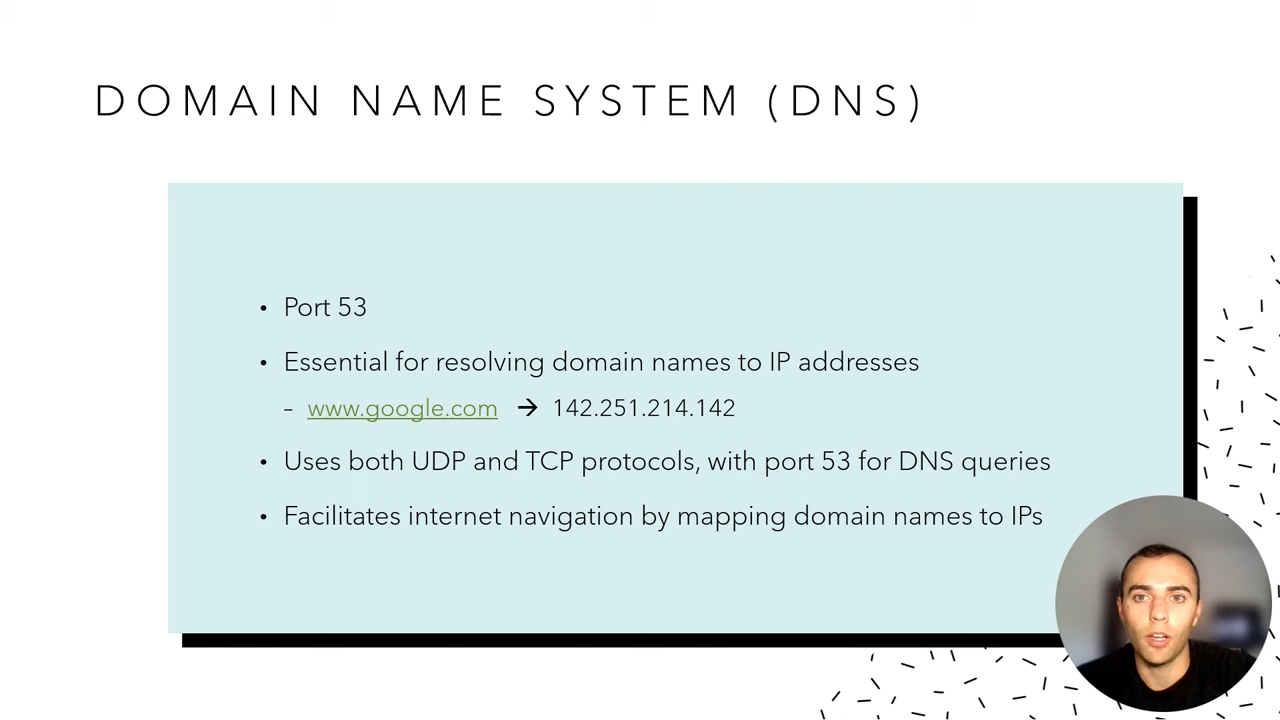 DOMAIN NAME SYSTEM (DNS)
• Port 53
• Essential for resolving domain names to IP addresses
– www.google.com → 142.251.214.142
• Uses both UDP and TCP protocols, with port 53 for DNS queries
• Facilitates internet navigation by mapping domain names to IPs